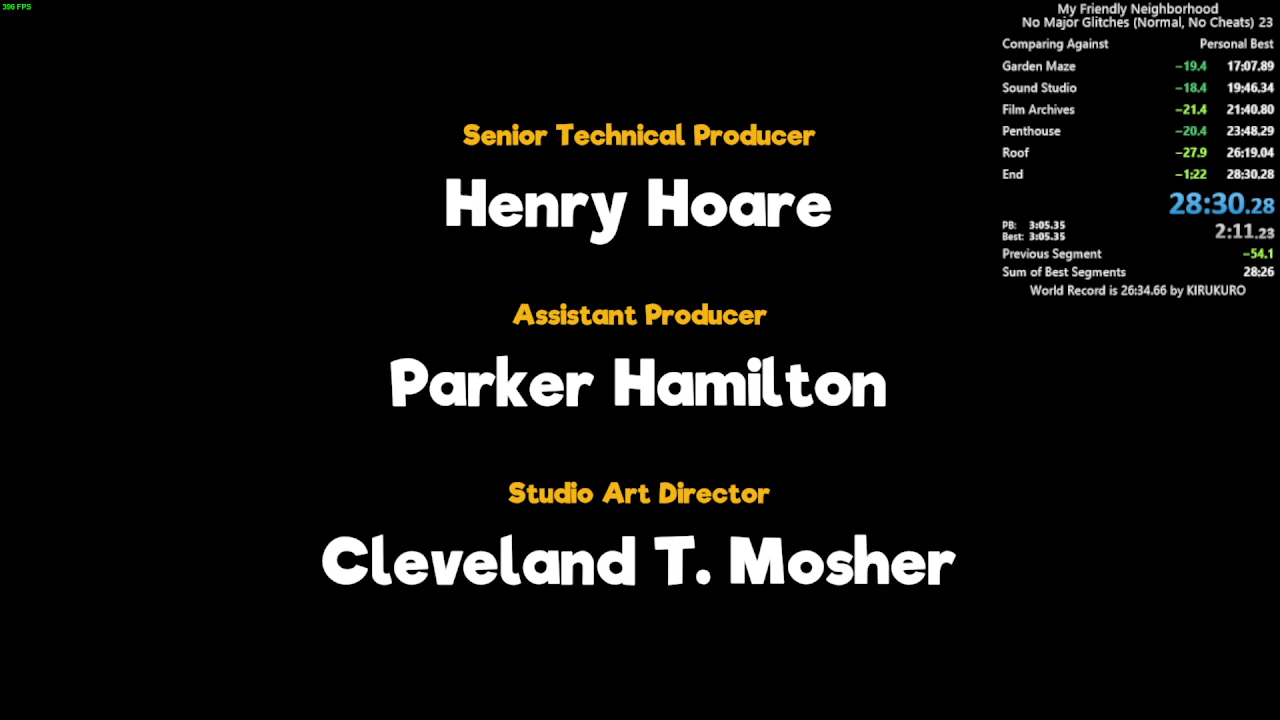 396 FPS
My Friendly Neighborhood
No Major Glitches (Normal, No Cheats) 23
Comparing Against Personal Best
Garden Maze −19.4 17:07.89
Sound Studio −18.4 19:46.34
Film Archives −21.4 21:40.80
Penthouse −20.4 23:48.29
Roof −27.9 26:19.04
End −1:22 28:30.28
28:30.28
PB: 3:05.35
Best: 3:05.35
2:11.23
Previous Segment −54.1
Sum of Best Segments 28:26
World Record is 26:34.66 by KIRUKURO
Senior Technical Producer
Henry Hoare
Assistant Producer
Parker Hamilton
Studio Art Director
Cleveland T. Mosher